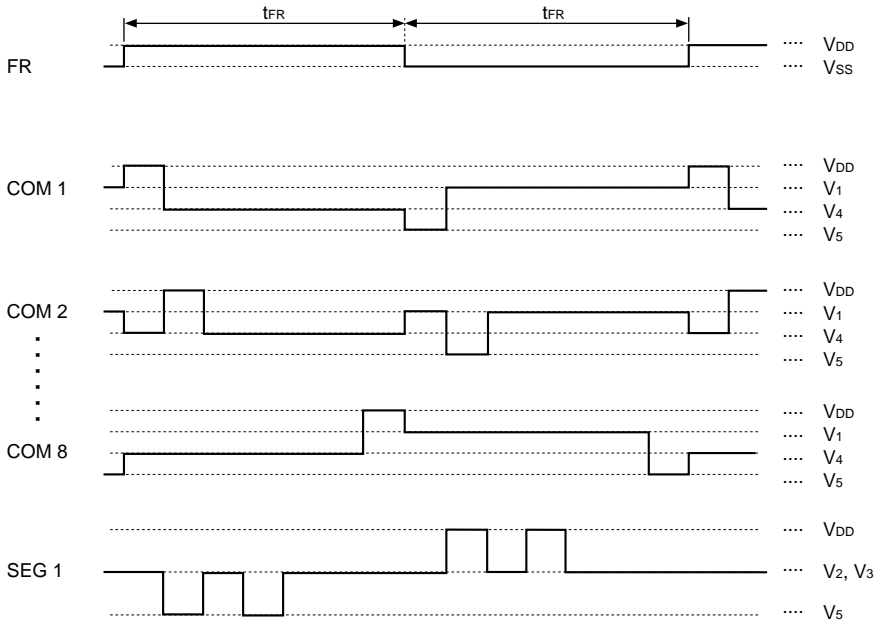 tFR tFR
FR
···· VDD
···· VSS
COM 1
···· VDD
···· V1
···· V4
···· V5
COM 2
···· VDD
···· V1
···· V4
···· V5
COM 8
···· VDD
···· V1
···· V4
···· V5
SEG 1
···· VDD
···· V2, V3
···· V5